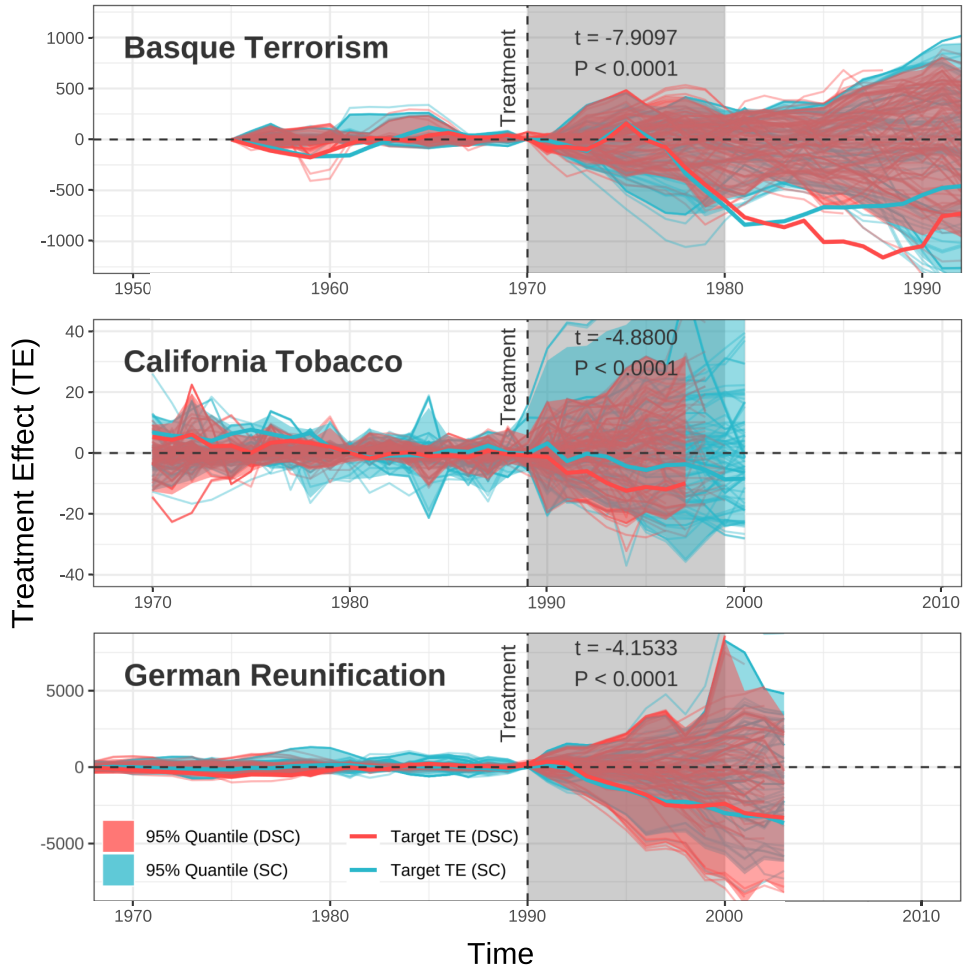 Treatment Effect (TE)
Basque Terrorism
Treatment
t = -7.9097
P < 0.0001
1000
500
0
-500
-1000
1950
1960
1970
1980
1990
California Tobacco
Treatment
t = -4.8800
P < 0.0001
40
20
0
-20
-40
1970
1980
1990
2000
2010
German Reunification
Treatment
t = -4.1533
P < 0.0001
5000
0
-5000
95% Quantile (DSC)
Target TE (DSC)
95% Quantile (SC)
Target TE (SC)
1970
1980
1990
2000
2010
Time